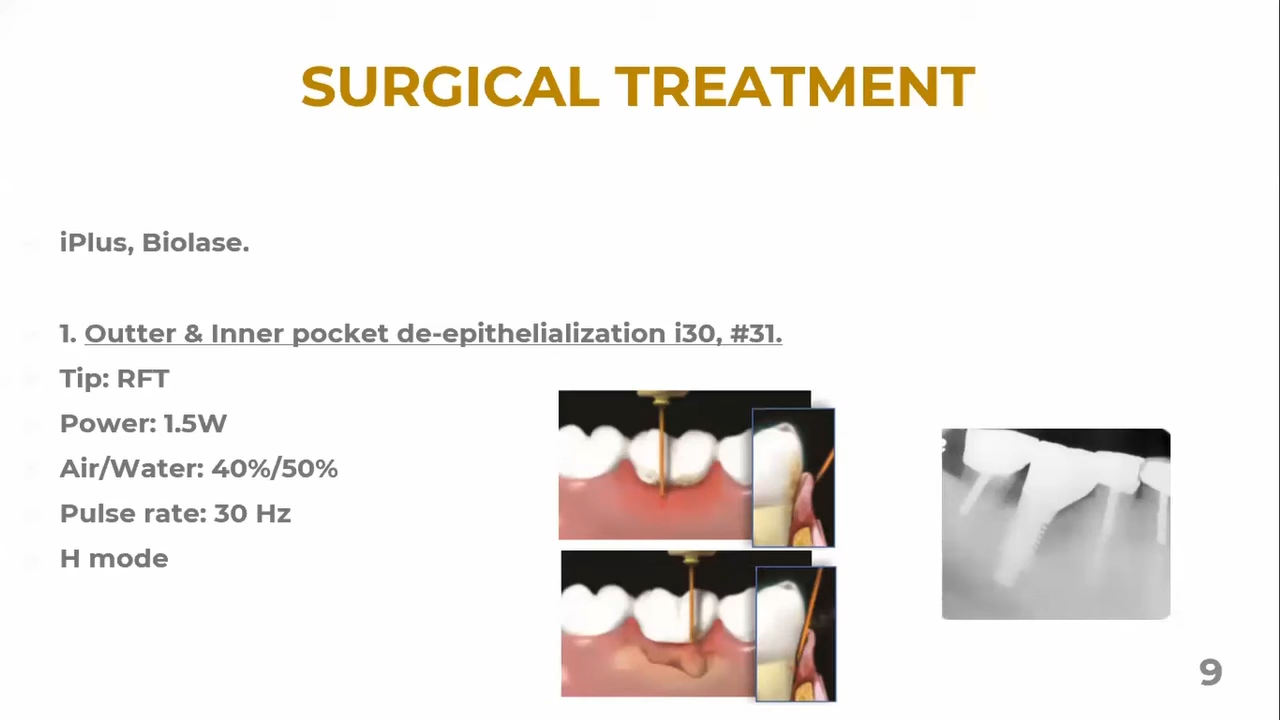 SURGICAL TREATMENT
iPlus, Biolase.
1. Outter & Inner pocket de-epithelialization i30, #31.
Tip: RFT
Power: 1.5W
Air/Water: 40%/50%
Pulse rate: 30 Hz
H mode
9